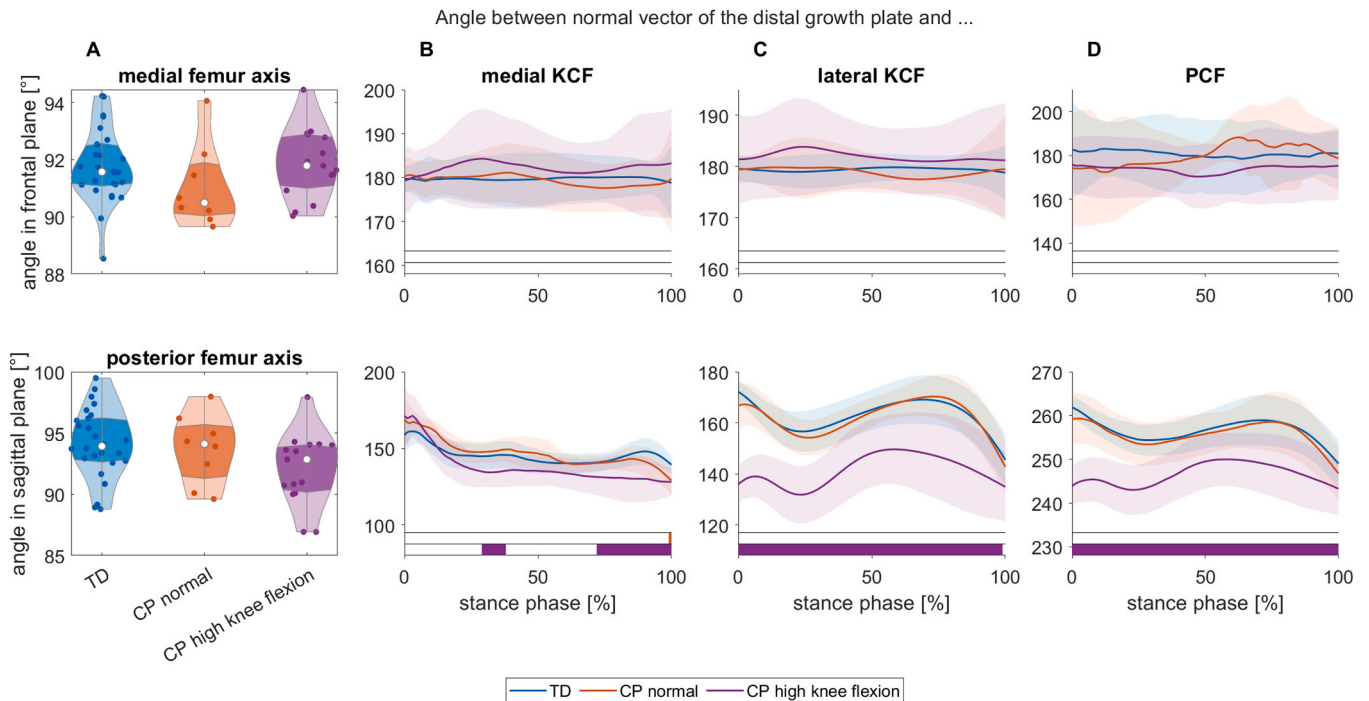 Angle between normal vector of the distal growth plate and ...
A
B
C
D
medial femur axis
medial KCF
lateral KCF
PCF
angle in frontal plane [°]
94
92
90
88
200
190
180
170
160
0
50
100
190
180
170
160
0
50
100
200
180
160
140
0
50
100
posterior femur axis
angle in sagittal plane [°]
100
95
90
85
TD
CP normal
CP high knee flexion
200
150
100
0
50
100
stance phase [%]
180
160
140
120
0
50
100
stance phase [%]
270
260
250
240
230
0
50
100
stance phase [%]
TD CP normal CP high knee flexion